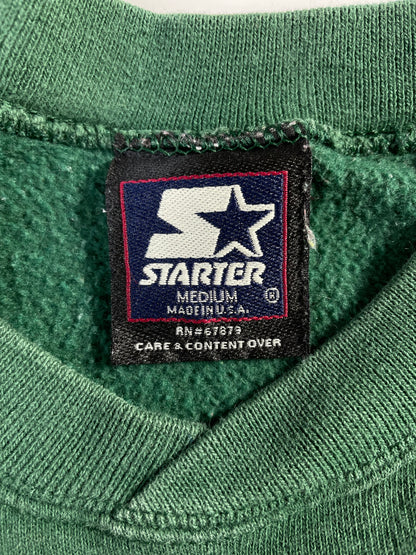 STARTER
MEDIUM
MADE IN U.S.A.
RN#67879
CARE & CONTENT OVER